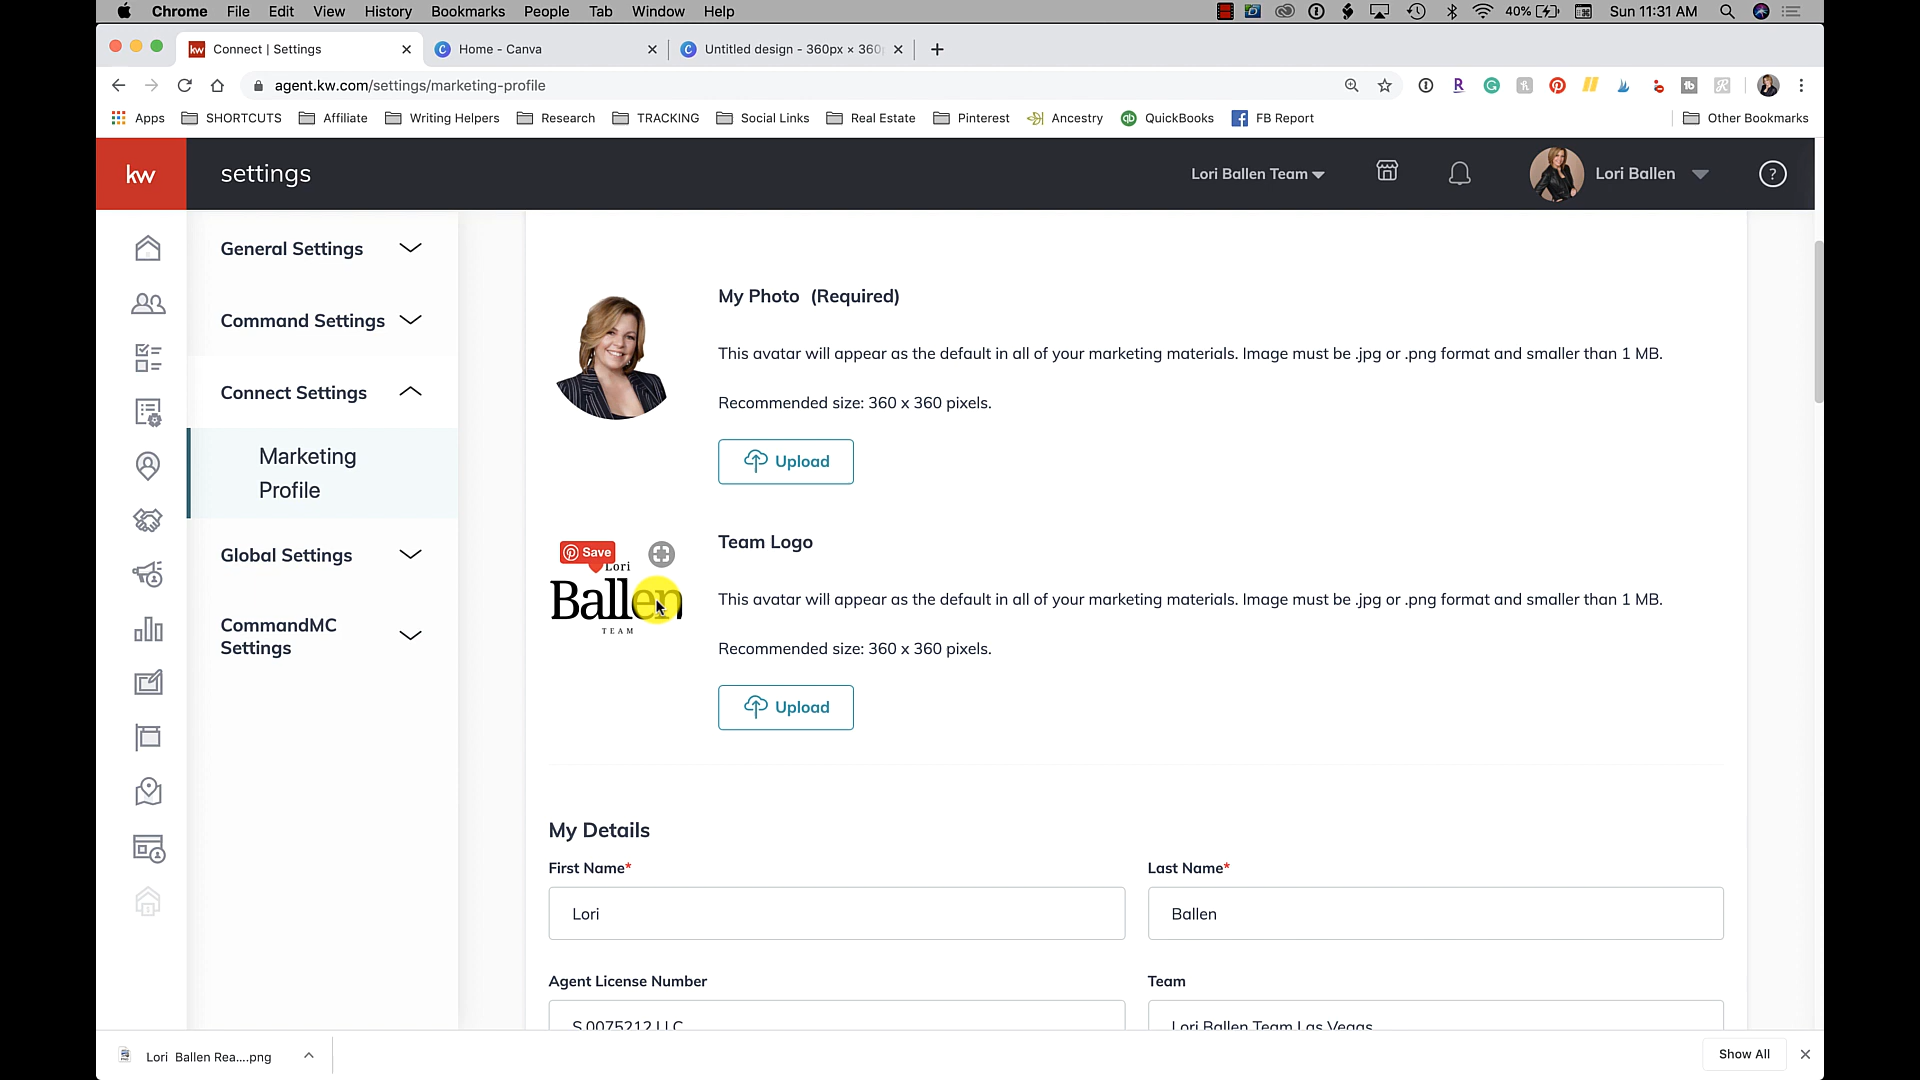 Chrome File Edit View History Bookmarks People Tab Window Help 40% Sun 11:31 AM
kw Connect | Settings Home - Canva Untitled design - 360px × 360
agent.kw.com/settings/marketing-profile
Apps SHORTCUTS Affiliate Writing Helpers Research TRACKING Social Links Real Estate Pinterest Ancestry QuickBooks FB Report Other Bookmarks
kw settings Lori Ballen Team Lori Ballen ?
General Settings
Command Settings
Connect Settings
Marketing
Profile
Global Settings
CommandMC
Settings
My Photo (Required)
This avatar will appear as the default in all of your marketing materials. Image must be .jpg or .png format and smaller than 1 MB.
Recommended size: 360 x 360 pixels.
Upload
Save
Lori
Ballen
TEAM
Team Logo
This avatar will appear as the default in all of your marketing materials. Image must be .jpg or .png format and smaller than 1 MB.
Recommended size: 360 x 360 pixels.
Upload
My Details
First Name* Last Name*
Lori Ballen
Agent License Number Team
S.0075212 LLC Lori Ballen Team Las Vegas
Lori Ballen Rea....png Show All